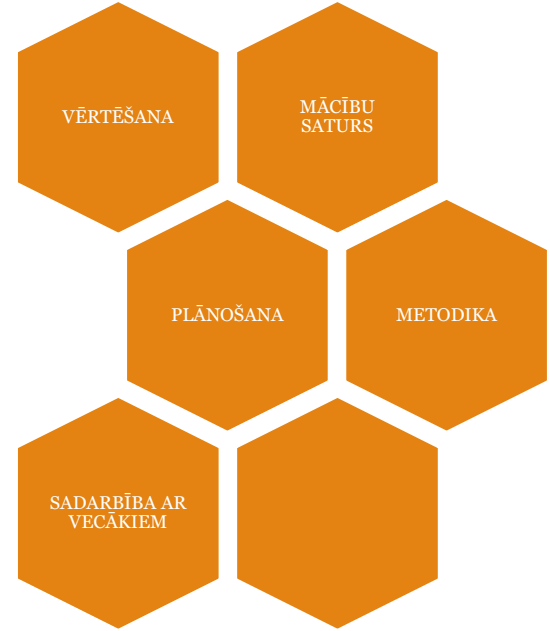 VĒRTĒŠANA
MĀCĪBU
SATURS
PLĀNOŠANA
METODIKA
SADARBĪBA AR
VECĀKIEM